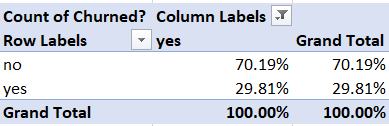 Count of Churned? Column Labels
Row Labels yes Grand Total
no 70.19% 70.19%
yes 29.81% 29.81%
Grand Total 100.00% 100.00%